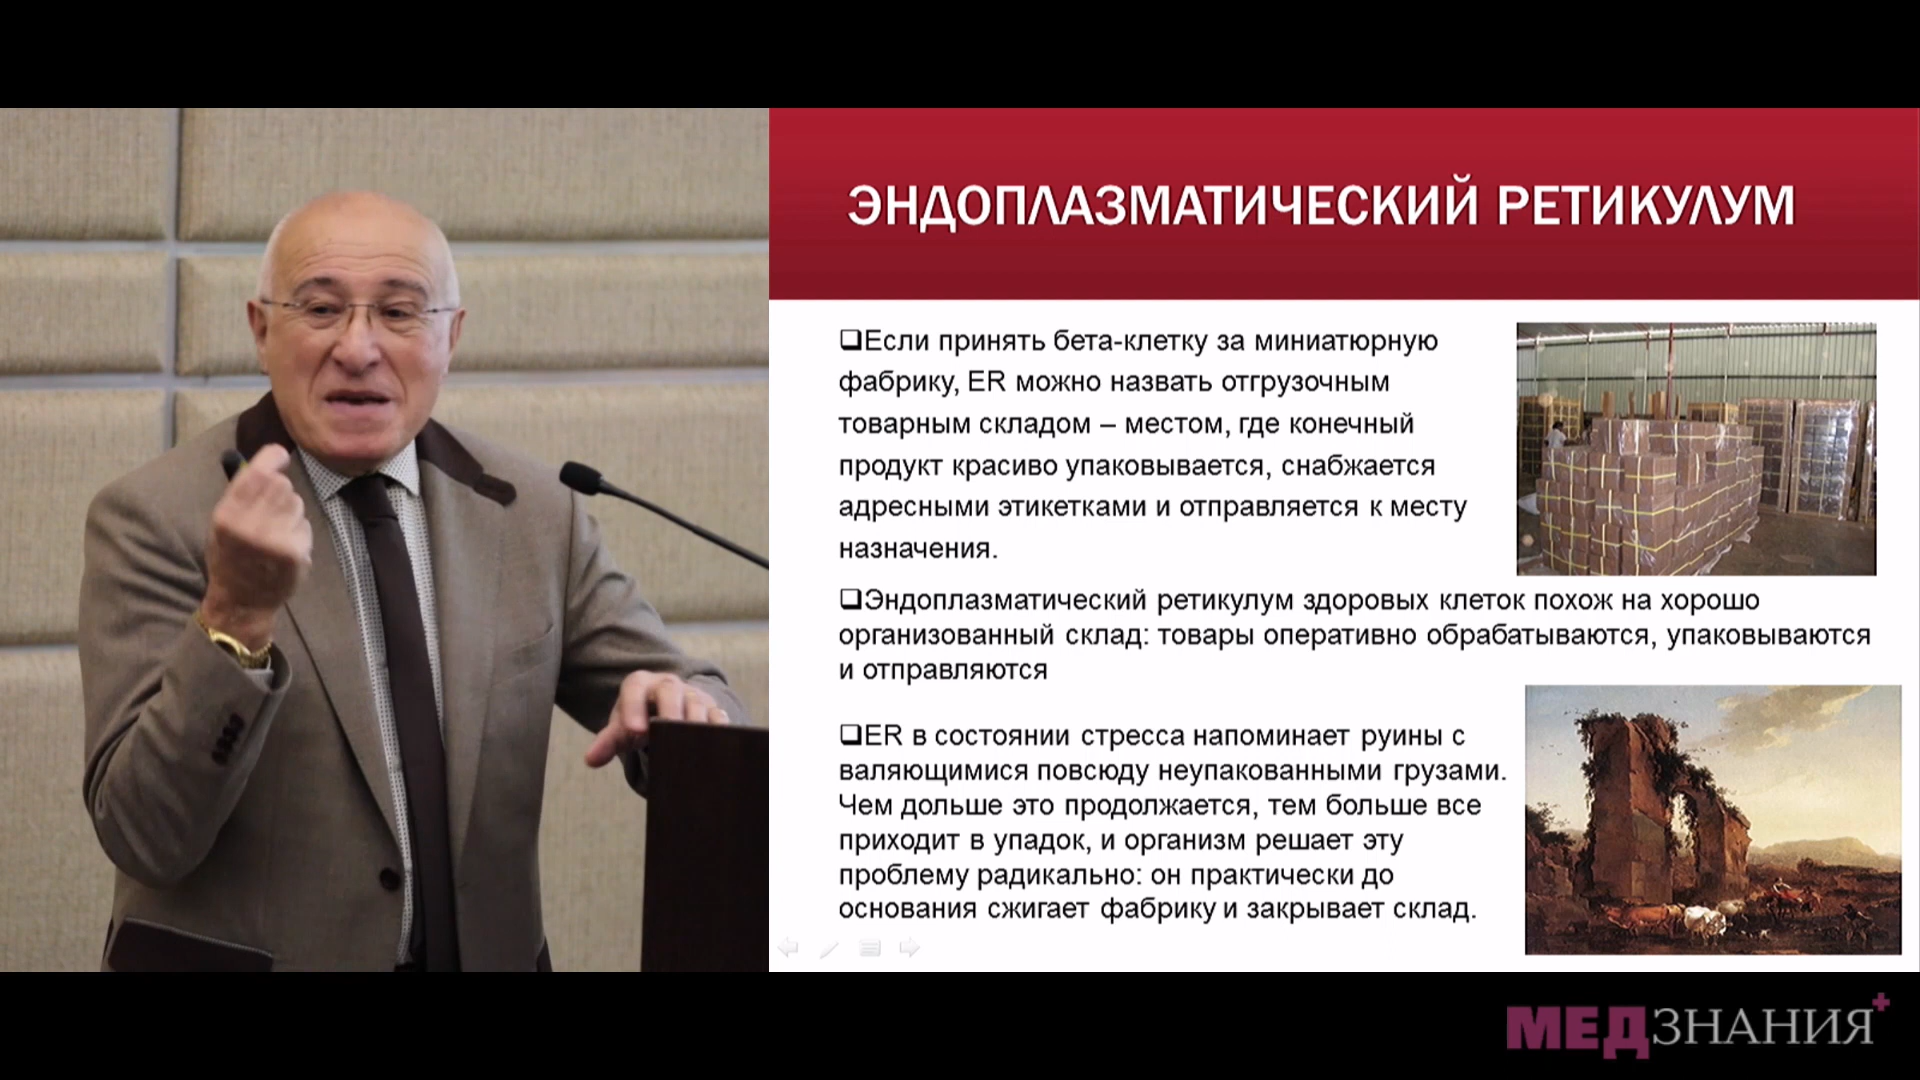 ЭНДОПЛАЗМАТИЧЕСКИЙ РЕТИКУЛУМ
Если принять бета-клетку за миниатюрную
фабрику, ER можно назвать отгрузочным
товарным складом – местом, где конечный
продукт красиво упаковывается, снабжается
адресными этикетками и отправляется к месту
назначения.
Эндоплазматический ретикулум здоровых клеток похож на хорошо
организованный склад: товары оперативно обрабатываются, упаковываются
и отправляются
ER в состоянии стресса напоминает руины с
валяющимися повсюду неупакованными грузами.
Чем дольше это продолжается, тем больше все
приходит в упадок, и организм решает эту
проблему радикально: он практически до
основания сжигает фабрику и закрывает склад.
МЕДЗНАНИЯ+